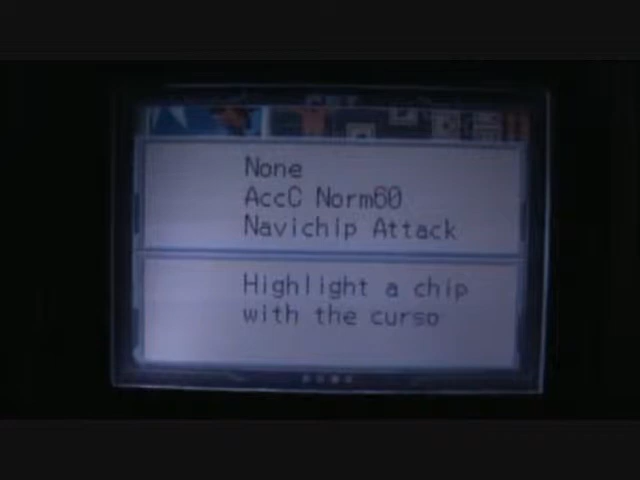 None
AccC Norm60
Navichip Attack
Highlight a chip
with the curso